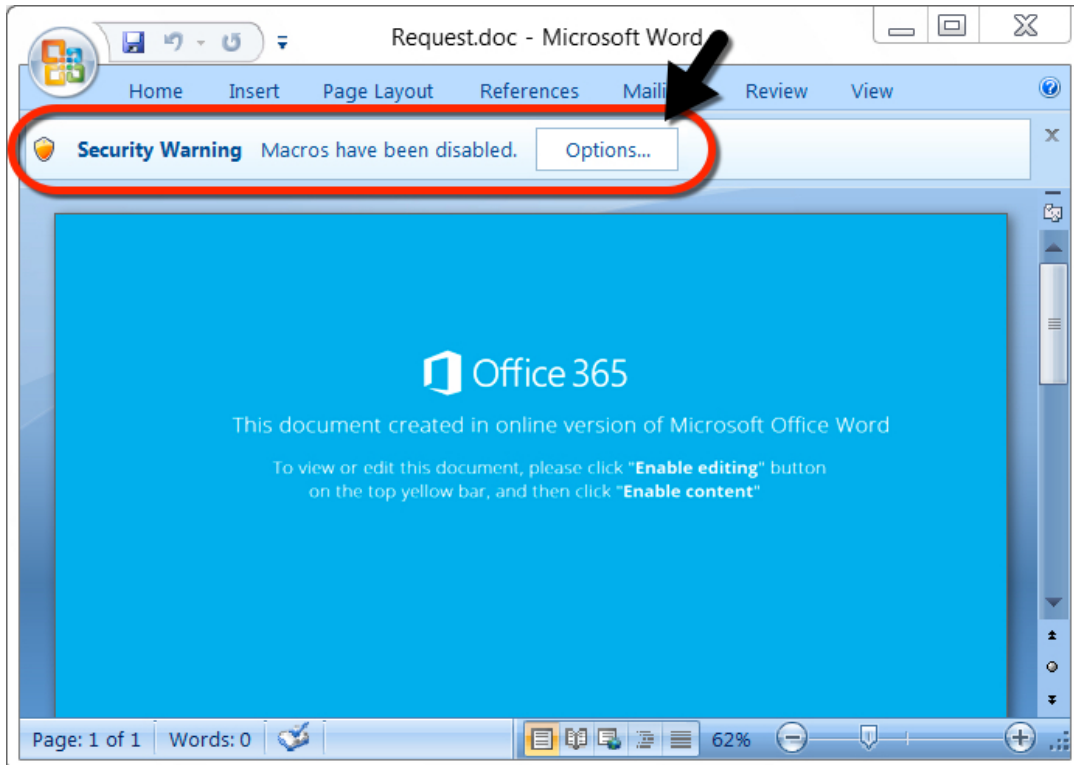 Request.doc - Microsoft Word
Home Insert Page Layout References Maili Review View
Security Warning Macros have been disabled. Options...
Office 365
This document created in online version of Microsoft Office Word
To view or edit this document, please click "Enable editing" button
on the top yellow bar, and then click "Enable content"
Page: 1 of 1 Words: 0 62%